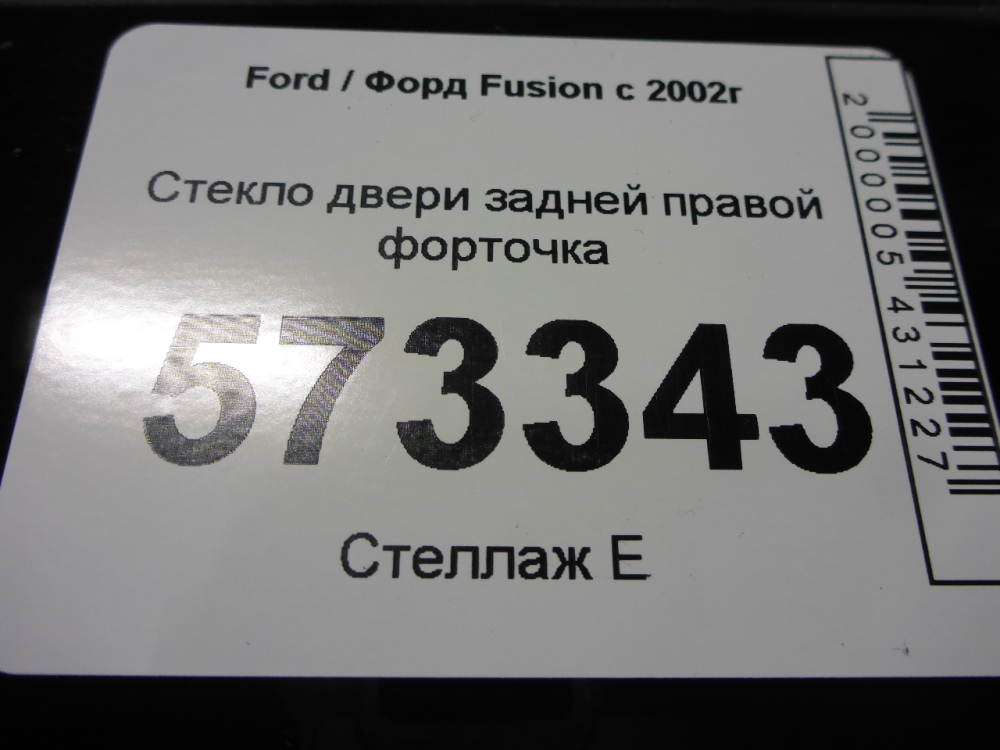 Ford / Форд Fusion с 2002г
Стекло двери задней правой
форточка
573343
Стеллаж Е
2000005431227